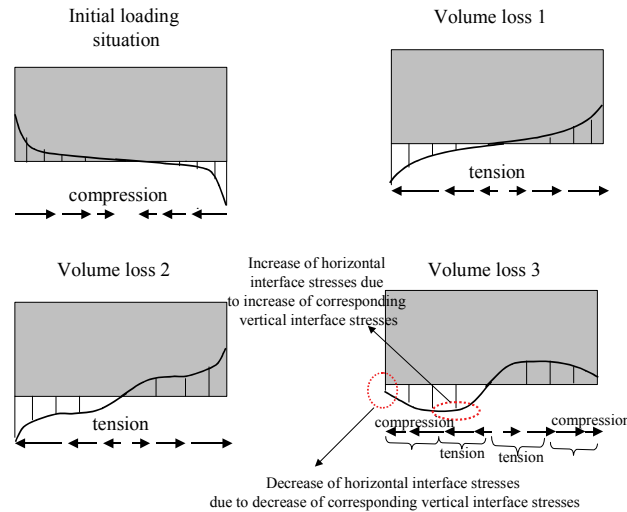 Initial loading
situation
compression
Volume loss 1
tension
Volume loss 2
tension
Increase of horizontal
interface stresses due
to increase of corresponding
vertical interface stresses
Volume loss 3
compression
tension
tension
compression
Decrease of horizontal interface stresses
due to decrease of corresponding vertical interface stresses